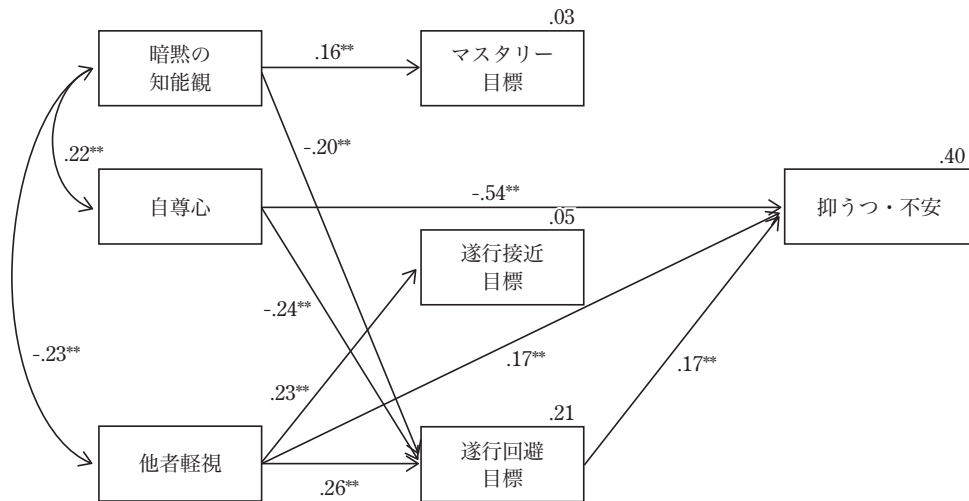 .03
暗黙の
知能観
.16**
マスタリー
目標
.22**
-.20**
.40
自尊心
-.54**
抑うつ・不安
.05
遂行接近
目標
-.24**
-.23**
.17**
.17**
.23**
.21
他者軽視
遂行回避
目標
.26**